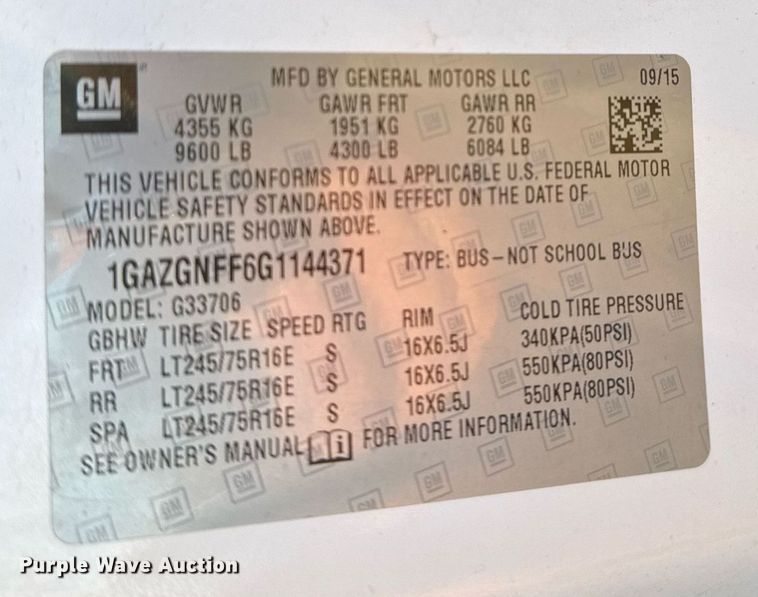 GM
MFD BY GENERAL MOTORS LLC 09/15
GVWR GAWR FRT GAWR RR
4355 KG 1951 KG 2760 KG
9600 LB 4300 LB 6084 LB
THIS VEHICLE CONFORMS TO ALL APPLICABLE U.S. FEDERAL MOTOR
VEHICLE SAFETY STANDARDS IN EFFECT ON THE DATE OF
MANUFACTURE SHOWN ABOVE.
1GAZGNFF6G1144371 TYPE: BUS-NOT SCHOOL BUS
MODEL: G33706
GBHW TIRE SIZE SPEED RTG RIM COLD TIRE PRESSURE
FRT LT245/75R16E S 16X6.5J 340KPA(50PSI)
RR LT245/75R16E S 16X6.5J 550KPA(80PSI)
SPA LT245/75R16E S 16X6.5J 550KPA(80PSI)
SEE OWNER'S MANUAL i FOR MORE INFORMATION.
Purple Wave Auction